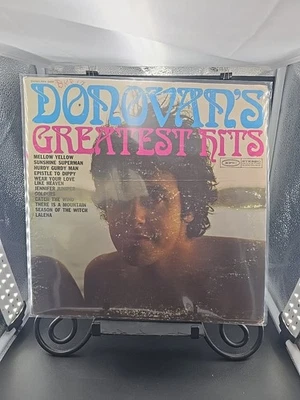 DONOVAN'S
GREATEST HITS
MELLOW YELLOW
SUNSHINE SUPERMAN
HURDY GURDY MAN
EPISTLE TO DIPPY
WEAR YOUR LOVE
LIKE HEAVEN
JENNIFER JUNIPER
COLOURS
CATCH THE WIND
THERE IS A MOUNTAIN
SEASON OF THE WITCH
LALENA